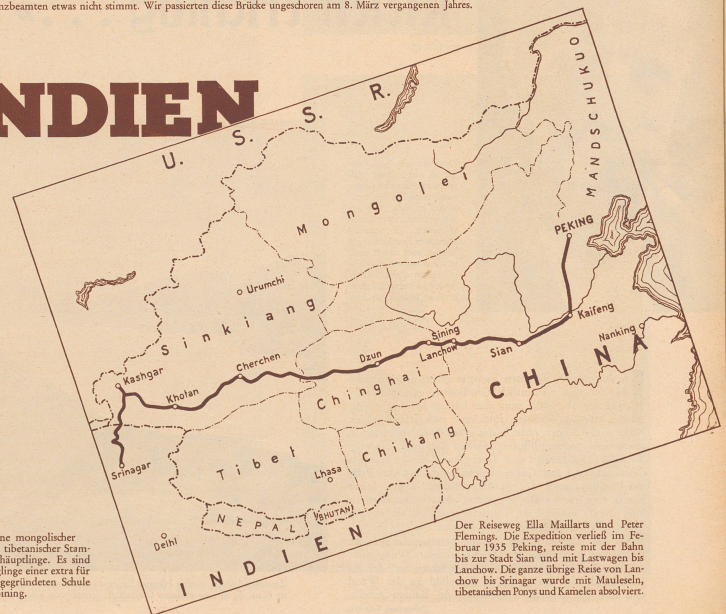 nzbeamten etwas nicht stimmt. Wir passierten diese Brücke ungeschoren am 8. März vergangenen Jahres.
NDIEN
U. S. S. R.
MANDSCHUKUO
Mongolei
PEKING
Urumchi
Sinkiang
Kaifeng
Nanking
Sining
Lanchow
Sian
Dzun
Cherchen
Kashgar
Khotan
Chinghai
CHINA
Srinagar
Tibet
Chikang
Lhasa
NEPAL
BHUTAN
Delhi
INDIEN
ne mongolischer
tibetanischer Stam-
häuptlinge. Es sind
glinge einer extra für
gegründeten Schule
ining.
Der Reiseweg Ella Maillarts und Peter
Flemings. Die Expedition verließ im Fe-
bruar 1935 Peking, reiste mit der Bahn
bis zur Stadt Sian und mit Lastwagen bis
Lanchow. Die ganze übrige Reise von Lan-
chow bis Srinagar wurde mit Mauleseln,
tibetanischen Ponys und Kamelen absolviert.